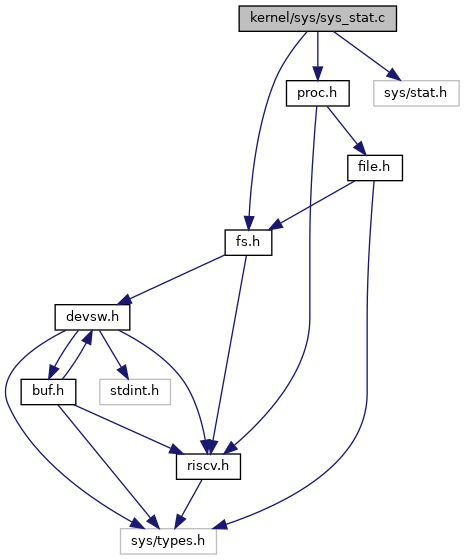 kernel/sys/sys_stat.c
proc.h
sys/stat.h
file.h
fs.h
devsw.h
buf.h
stdint.h
riscv.h
sys/types.h